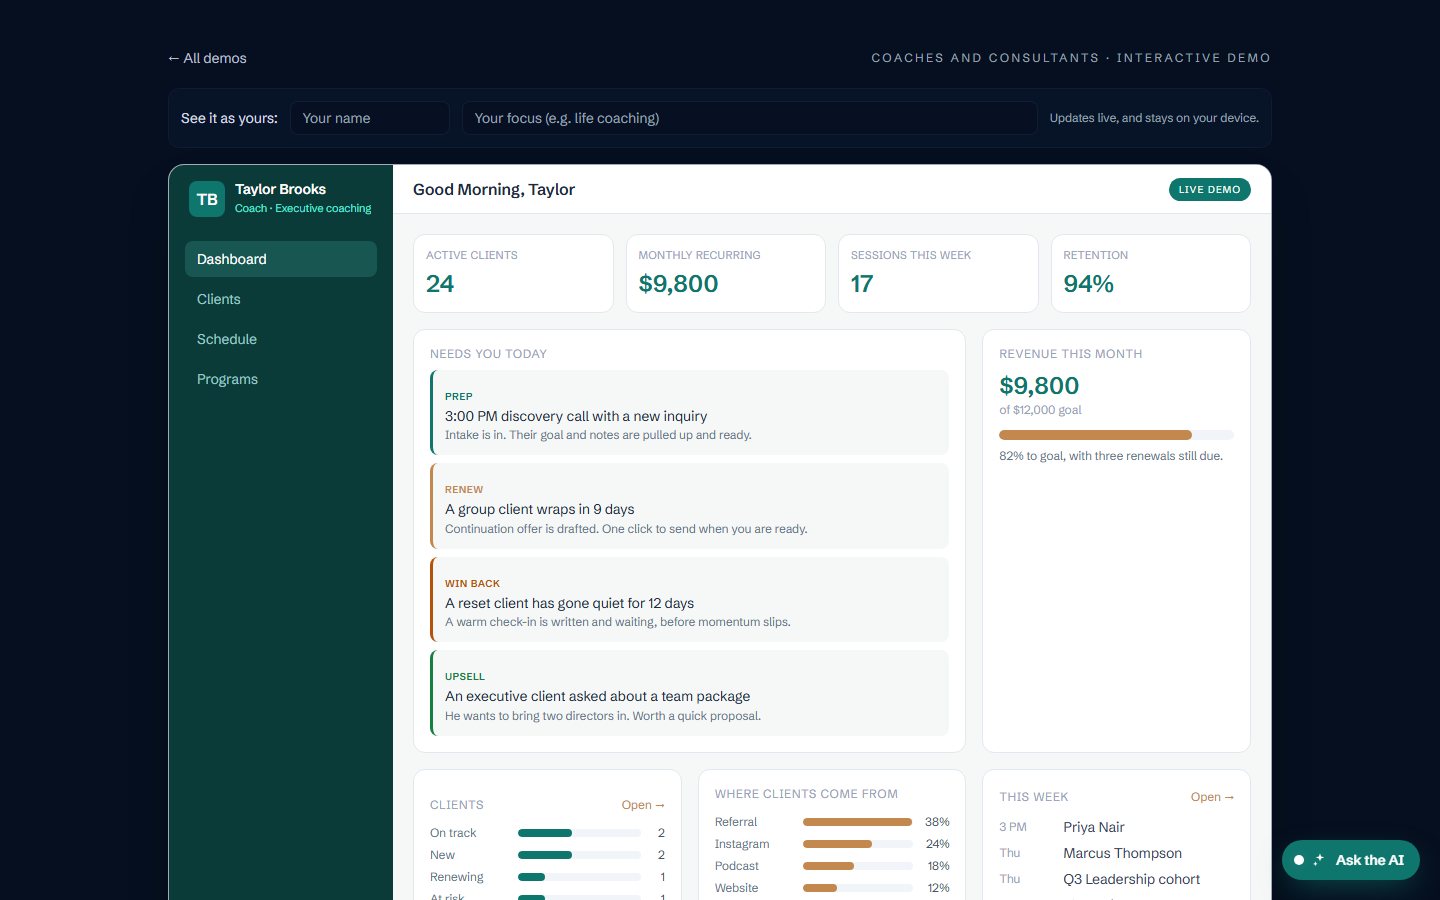 ← All demos
COACHES AND CONSULTANTS · INTERACTIVE DEMO
See it as yours:
Your name
Your focus (e.g. life coaching)
Updates live, and stays on your device.
TB
Taylor Brooks
Coach · Executive coaching
Dashboard
Clients
Schedule
Programs
Good Morning, Taylor
LIVE DEMO
ACTIVE CLIENTS
24
MONTHLY RECURRING
$9,800
SESSIONS THIS WEEK
17
RETENTION
94%
NEEDS YOU TODAY
PREP
3:00 PM discovery call with a new inquiry
Intake is in. Their goal and notes are pulled up and ready.
RENEW
A group client wraps in 9 days
Continuation offer is drafted. One click to send when you are ready.
WIN BACK
A reset client has gone quiet for 12 days
A warm check-in is written and waiting, before momentum slips.
UPSELL
An executive client asked about a team package
He wants to bring two directors in. Worth a quick proposal.
REVENUE THIS MONTH
$9,800
of $12,000 goal
82% to goal, with three renewals still due.
CLIENTS
Open →
On track 2
New 2
Renewing 1
At risk 1
WHERE CLIENTS COME FROM
Referral 38%
Instagram 24%
Podcast 18%
Website 12%
THIS WEEK
Open →
3 PM Priya Nair
Thu Marcus Thompson
Thu Q3 Leadership cohort
Ask the AI